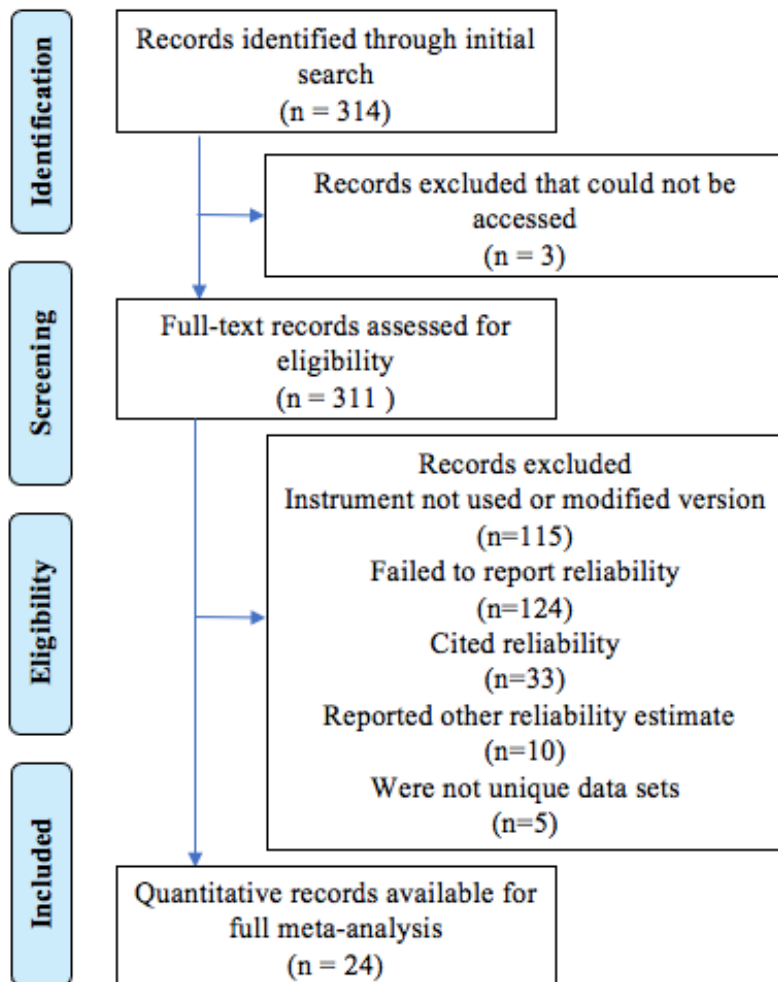 Identification
Records identified through initial
search
(n = 314)
Records excluded that could not be
accessed
(n = 3)
Screening
Full-text records assessed for
eligibility
(n = 311 )
Eligibility
Records excluded
Instrument not used or modified version
(n=115)
Failed to report reliability
(n=124)
Cited reliability
(n=33)
Reported other reliability estimate
(n=10)
Were not unique data sets
(n=5)
Included
Quantitative records available for
full meta-analysis
(n = 24)